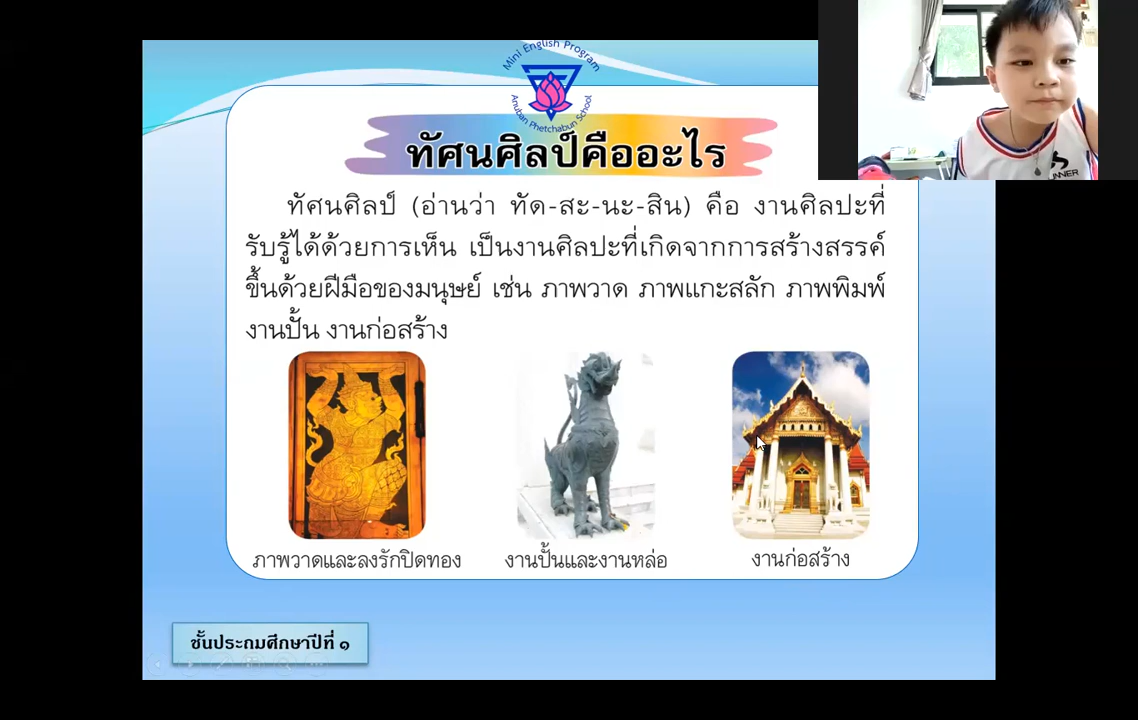 Mini English Program
Anuban Phetchabun School
ทัศนศิลป์คืออะไร
ทัศนศิลป์ (อ่านว่า ทัด-สะ-นะ-สิน) คือ งานศิลปะที่
รับรู้ได้ด้วยการเห็น เป็นงานศิลปะที่เกิดจากการสร้างสรรค์
ขึ้นด้วยฝีมือของมนุษย์ เช่น ภาพวาด ภาพแกะสลัก ภาพพิมพ์
งานปั้น งานก่อสร้าง
ภาพวาดและลงรักปิดทอง
งานปั้นและงานหล่อ
งานก่อสร้าง
ชั้นประถมศึกษาปีที่ ๑